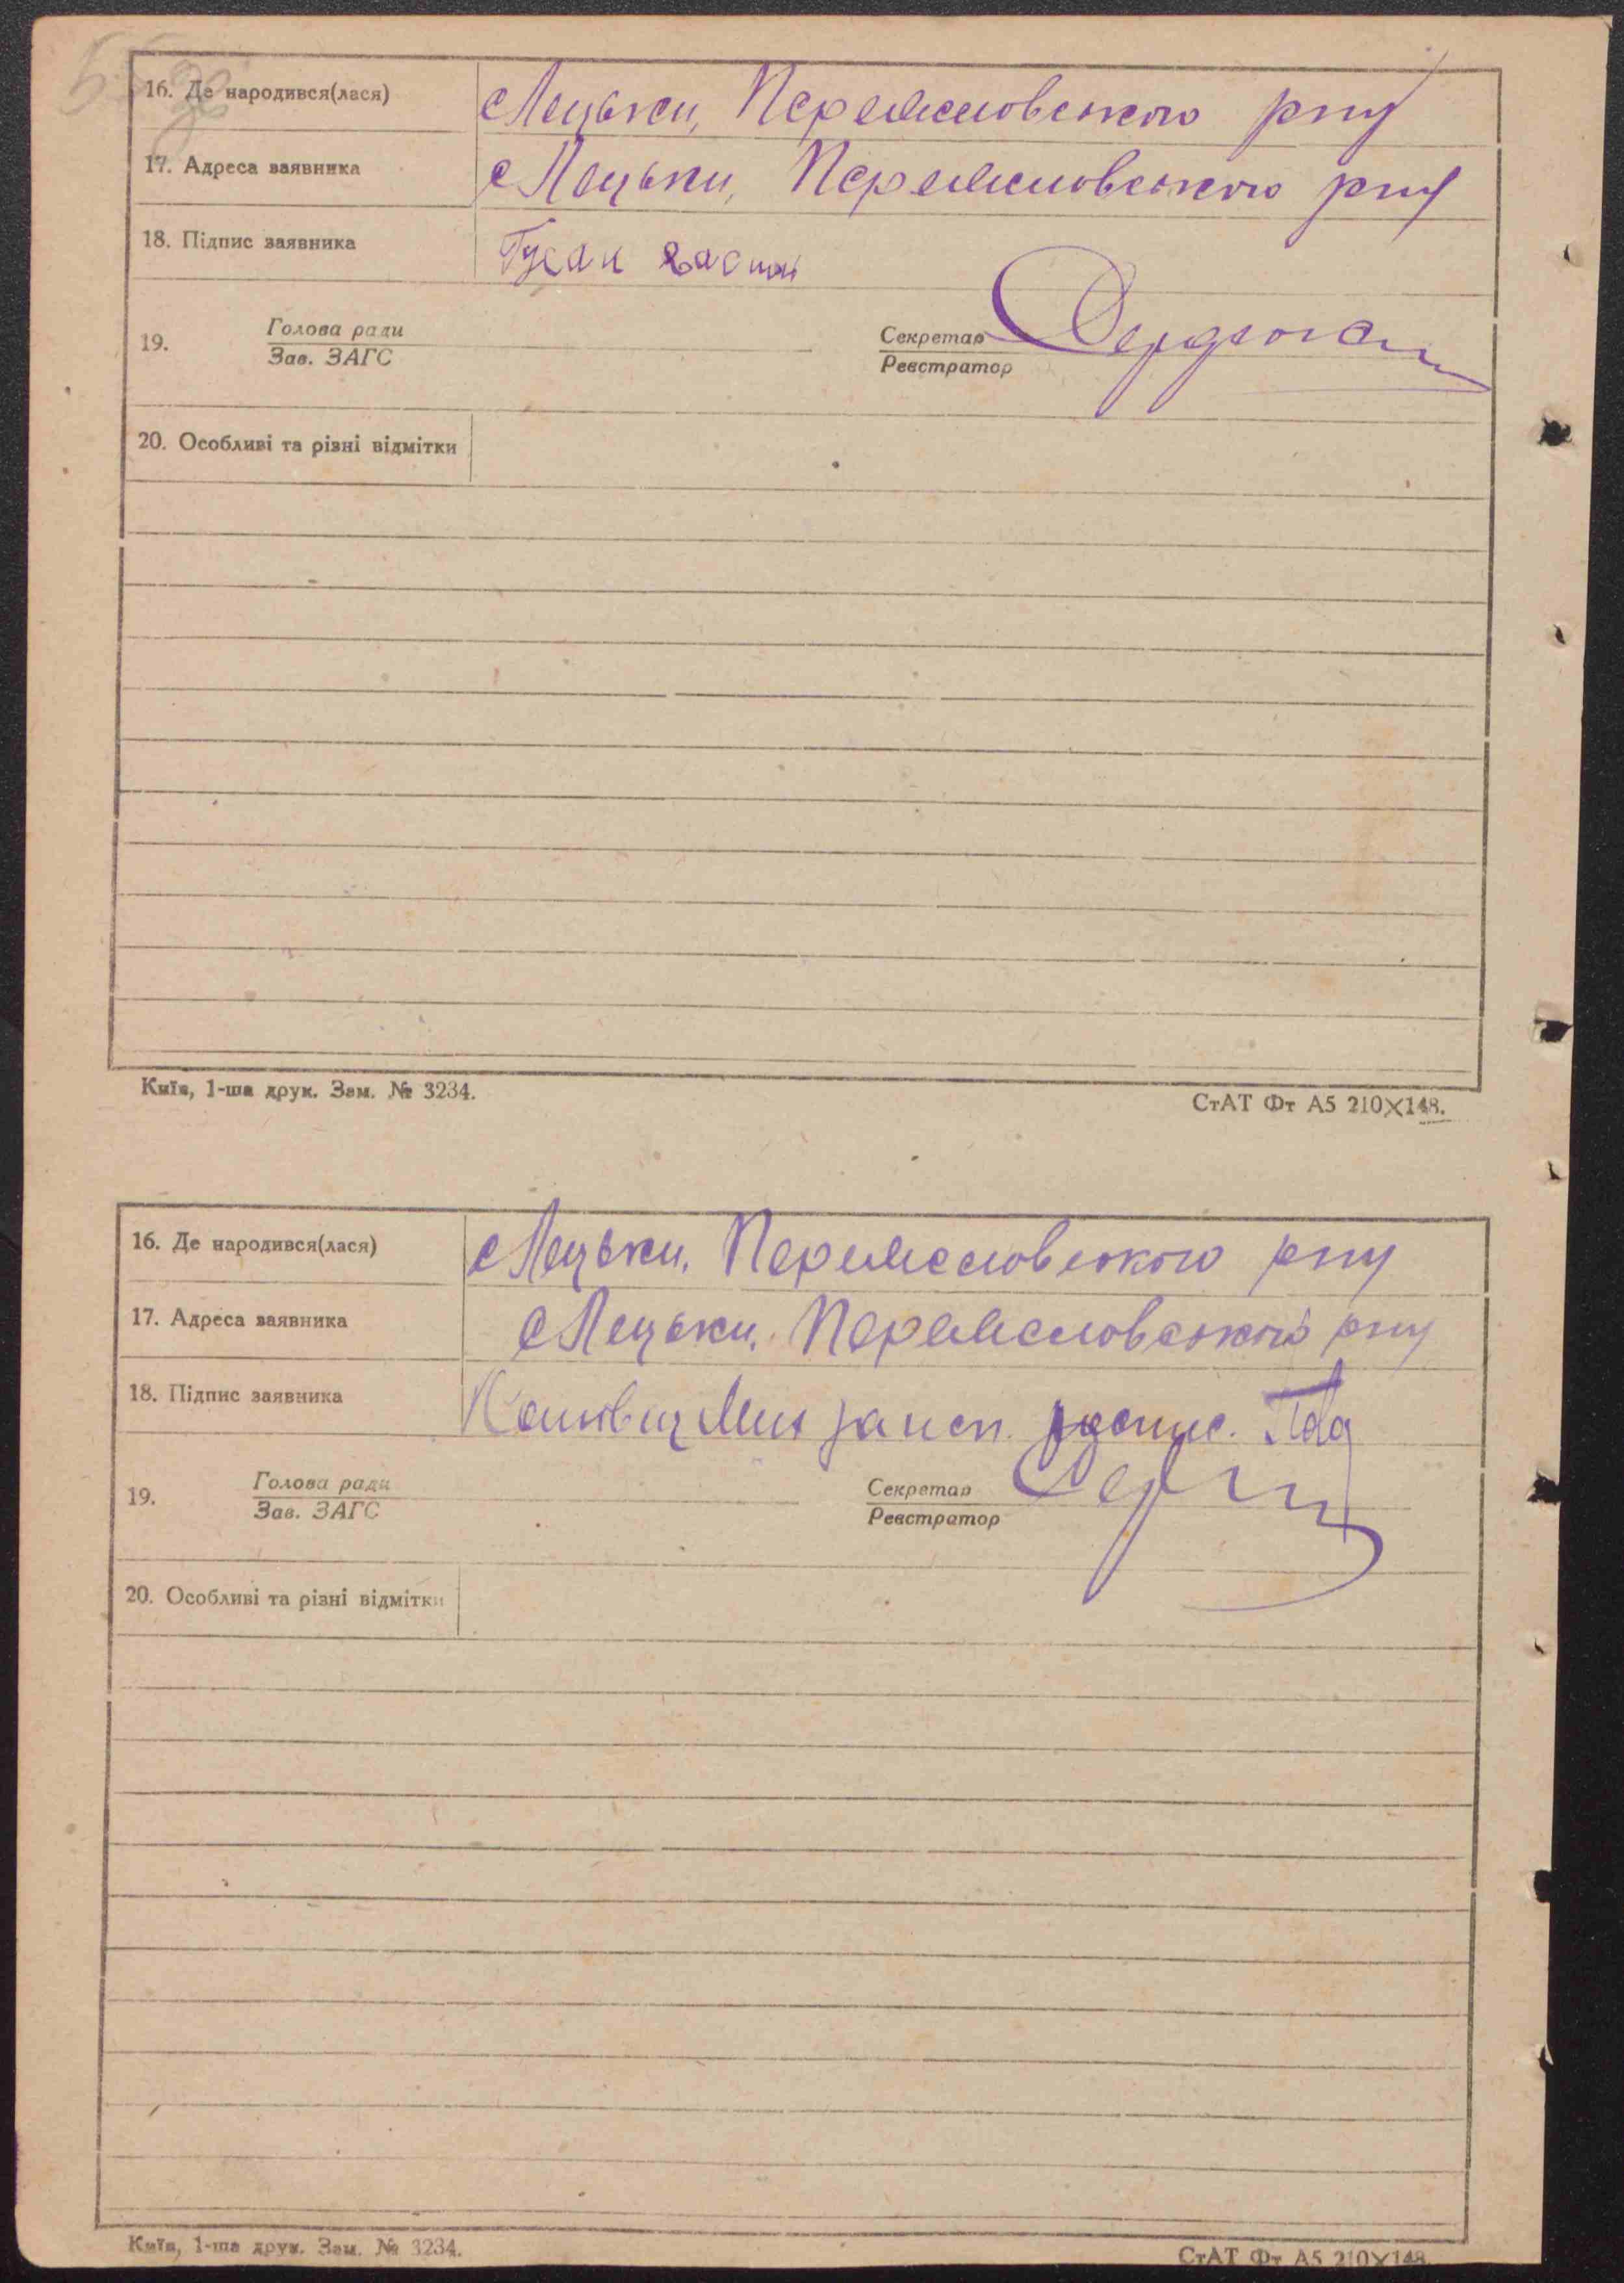 16. Де народився(лася) с Лецьки, Переяславського р-ну
17. Адреса заявника с Лецьки, Переяславського р-ну
18. Підпис заявника Гусак
19. Голова ради Секретар
Зав. ЗАГС Реєстратор
20. Особливі та різні відмітки
Київ, 1-ша друк. Зам. № 3234. СтАТ Фт А5 210×148.
16. Де народився(лася) с Лецьки, Переяславського р-ну
17. Адреса заявника с Лецьки, Переяславського р-ну
18. Підпис заявника
19. Голова ради Секретар
Зав. ЗАГС Реєстратор
20. Особливі та різні відмітки
Київ, 1-ша друк. Зам. № 3234. СтАТ Фт А5 210×148.